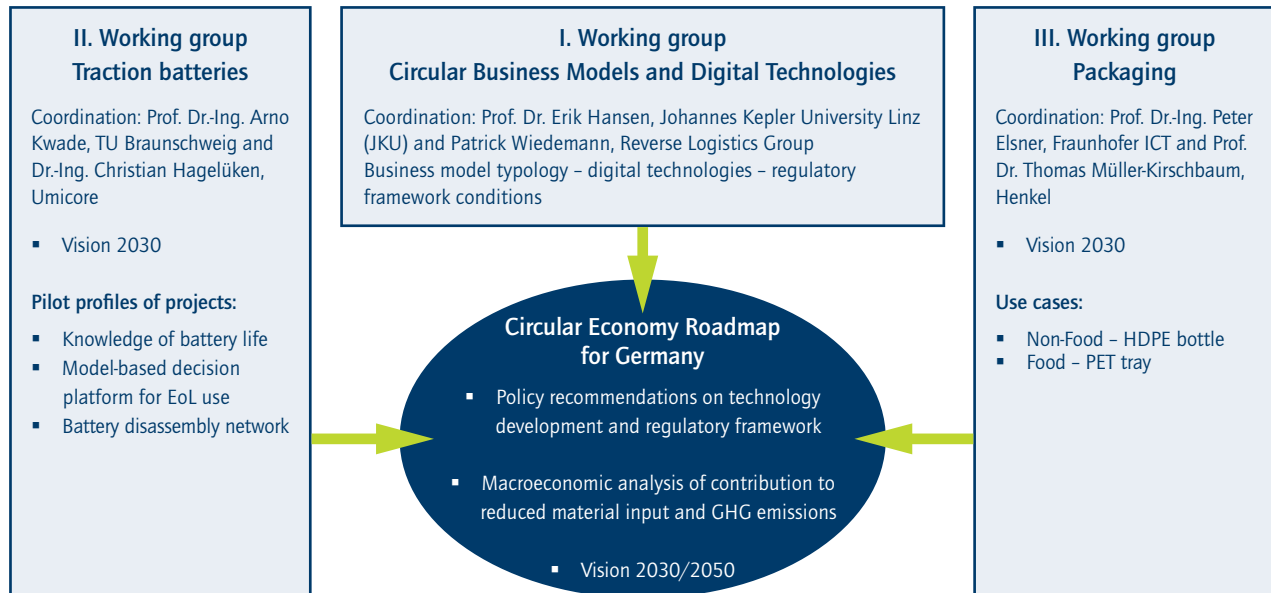 II. Working group
Traction batteries
Coordination: Prof. Dr.-Ing. Arno
Kwade, TU Braunschweig and
Dr.-Ing. Christian Hagelüken,
Umicore
▪ Vision 2030
Pilot profiles of projects:
▪ Knowledge of battery life
▪ Model-based decision
platform for EoL use
▪ Battery disassembly network
I. Working group
Circular Business Models and Digital Technologies
Coordination: Prof. Dr. Erik Hansen, Johannes Kepler University Linz
(JKU) and Patrick Wiedemann, Reverse Logistics Group
Business model typology – digital technologies – regulatory
framework conditions
Circular Economy Roadmap
for Germany
▪ Policy recommendations on technology
development and regulatory framework
▪ Macroeconomic analysis of contribution to
reduced material input and GHG emissions
▪ Vision 2030/2050
III. Working group
Packaging
Coordination: Prof. Dr.-Ing. Peter
Elsner, Fraunhofer ICT and Prof.
Dr. Thomas Müller-Kirschbaum,
Henkel
▪ Vision 2030
Use cases:
▪ Non-Food – HDPE bottle
▪ Food – PET tray